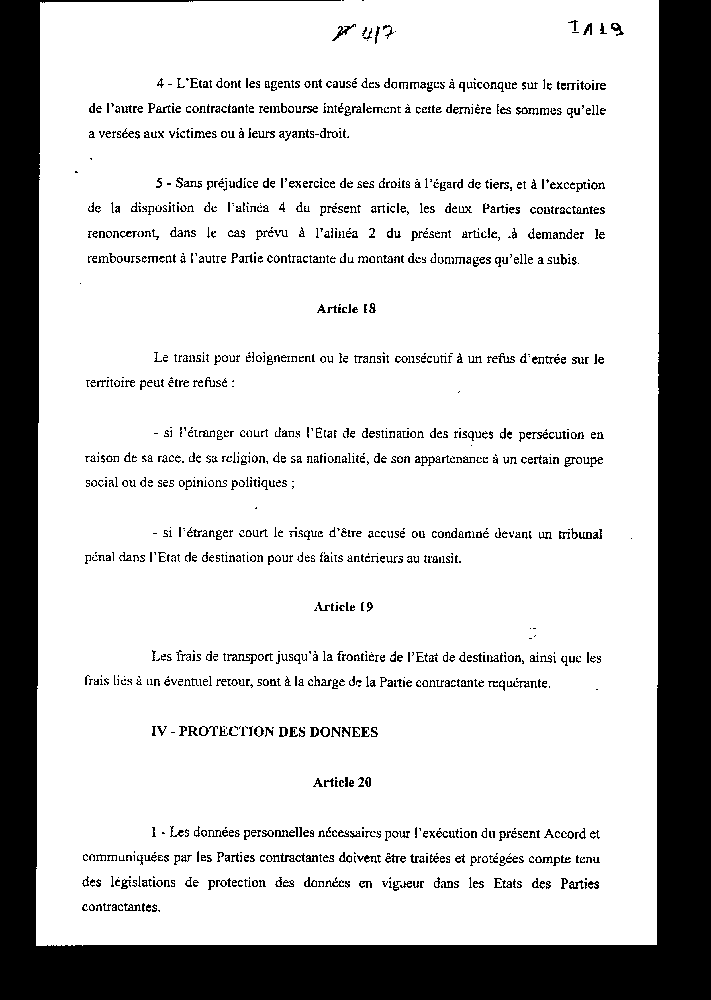 27 4/7
I 119
4 - L'Etat dont les agents ont causé des dommages à quiconque sur le territoire
de l'autre Partie contractante rembourse intégralement à cette dernière les sommes qu'elle
a versées aux victimes ou à leurs ayants-droit.
5 - Sans préjudice de l'exercice de ses droits à l'égard de tiers, et à l'exception
de la disposition de l'alinéa 4 du présent article, les deux Parties contractantes
renonceront, dans le cas prévu à l'alinéa 2 du présent article, à demander le
remboursement à l'autre Partie contractante du montant des dommages qu'elle a subis.
Article 18
Le transit pour éloignement ou le transit consécutif à un refus d'entrée sur le
territoire peut être refusé :
- si l'étranger court dans l'Etat de destination des risques de persécution en
raison de sa race, de sa religion, de sa nationalité, de son appartenance à un certain groupe
social ou de ses opinions politiques ;
- si l'étranger court le risque d'être accusé ou condamné devant un tribunal
pénal dans l'Etat de destination pour des faits antérieurs au transit.
Article 19
Les frais de transport jusqu'à la frontière de l'Etat de destination, ainsi que les
frais liés à un éventuel retour, sont à la charge de la Partie contractante requérante.
IV - PROTECTION DES DONNEES
Article 20
1 - Les données personnelles nécessaires pour l'exécution du présent Accord et
communiquées par les Parties contractantes doivent être traitées et protégées compte tenu
des législations de protection des données en vigueur dans les Etats des Parties
contractantes.